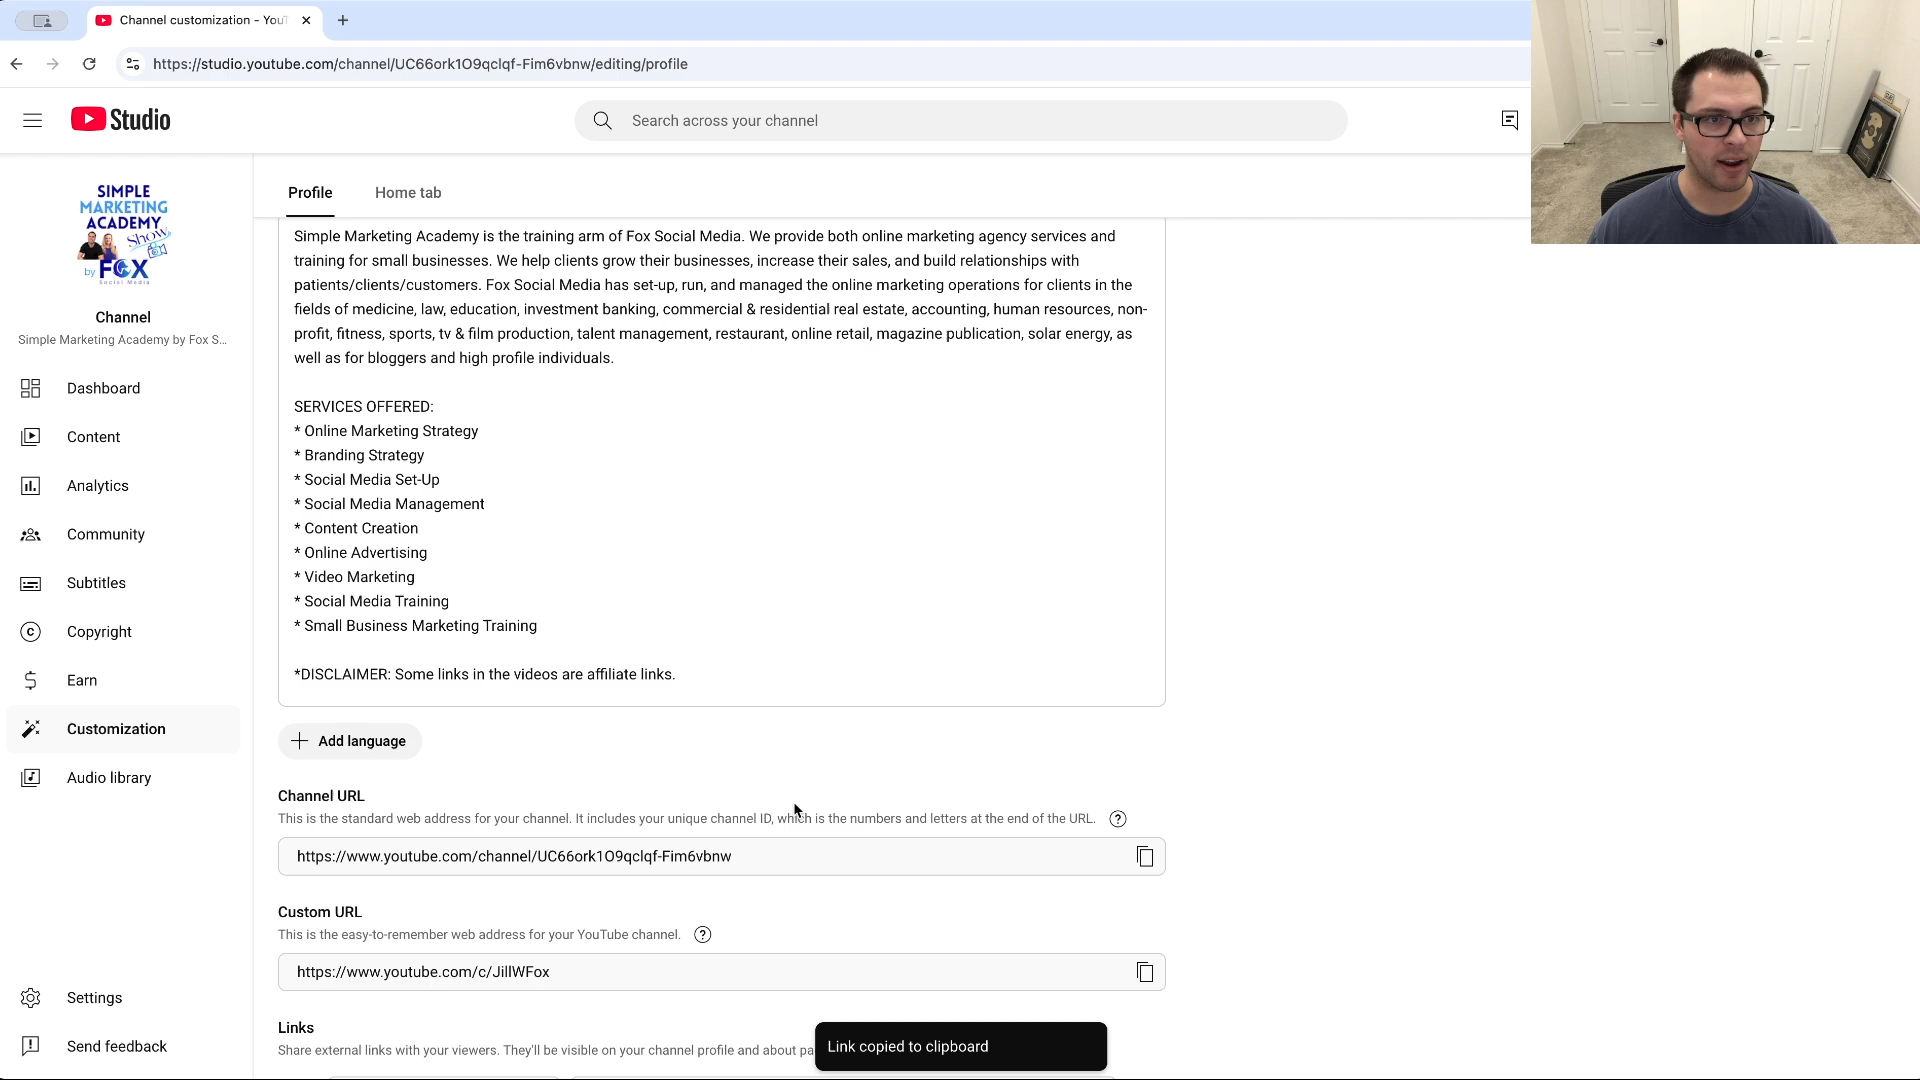 Channel customization - YouT
https://studio.youtube.com/channel/UC66ork1O9qclqf-Fim6vbnw/editing/profile
Studio
Search across your channel
SIMPLE
MARKETING
ACADEMY
SHOW
by FOX
Social Media
Channel
Simple Marketing Academy by Fox S...
Dashboard
Content
Analytics
Community
Subtitles
Copyright
Earn
Customization
Audio library
Settings
Send feedback
Profile
Home tab
Simple Marketing Academy is the training arm of Fox Social Media. We provide both online marketing agency services and
training for small businesses. We help clients grow their businesses, increase their sales, and build relationships with
patients/clients/customers. Fox Social Media has set-up, run, and managed the online marketing operations for clients in the
fields of medicine, law, education, investment banking, commercial & residential real estate, accounting, human resources, non-
profit, fitness, sports, tv & film production, talent management, restaurant, online retail, magazine publication, solar energy, as
well as for bloggers and high profile individuals.
SERVICES OFFERED:
* Online Marketing Strategy
* Branding Strategy
* Social Media Set-Up
* Social Media Management
* Content Creation
* Online Advertising
* Video Marketing
* Social Media Training
* Small Business Marketing Training
*DISCLAIMER: Some links in the videos are affiliate links.
Add language
Channel URL
This is the standard web address for your channel. It includes your unique channel ID, which is the numbers and letters at the end of the URL.
https://www.youtube.com/channel/UC66ork1O9qclqf-Fim6vbnw
Custom URL
This is the easy-to-remember web address for your YouTube channel.
https://www.youtube.com/c/JillWFox
Links
Share external links with your viewers. They'll be visible on your channel profile and about pa
Link copied to clipboard